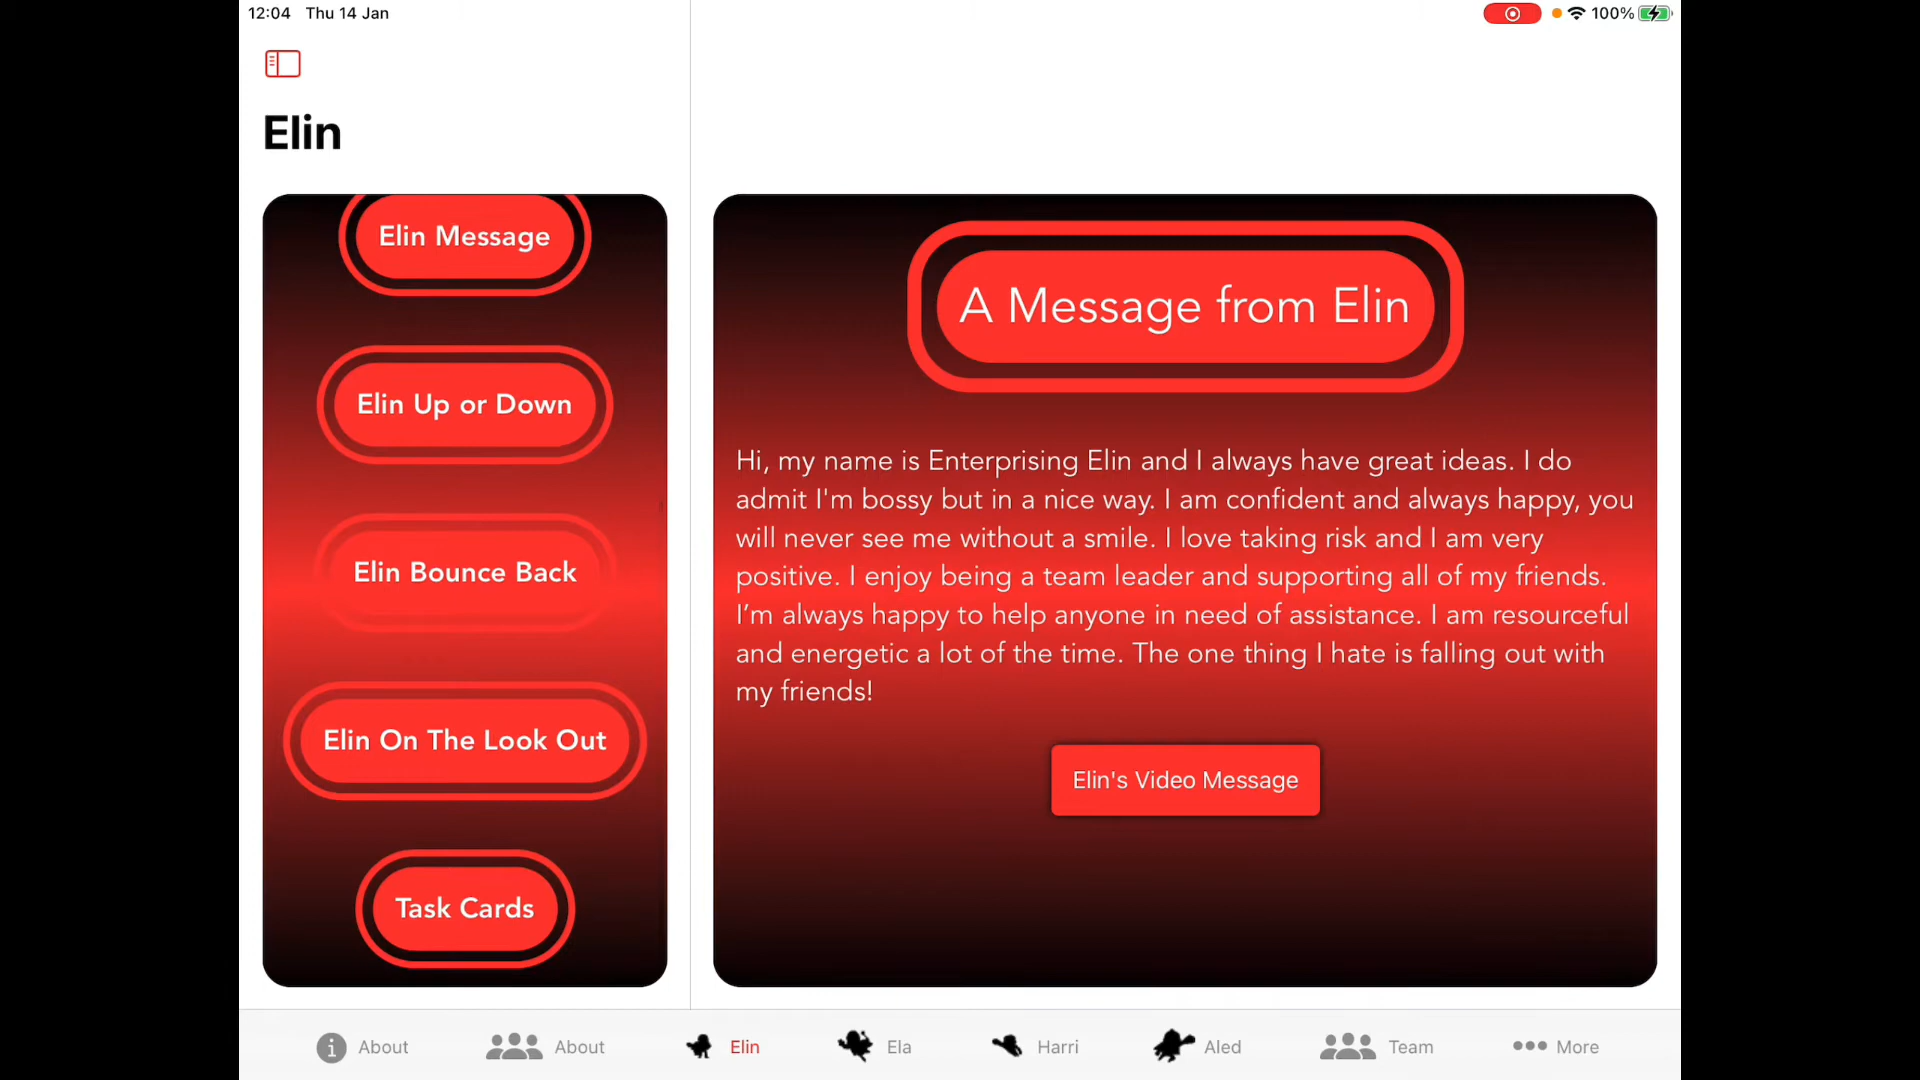 12:04 Thu 14 Jan
100%
Elin
Elin Message
Elin Up or Down
Elin Bounce Back
Elin On The Look Out
Task Cards
A Message from Elin
Hi, my name is Enterprising Elin and I always have great ideas. I do
admit I'm bossy but in a nice way. I am confident and always happy, you
will never see me without a smile. I love taking risk and I am very
positive. I enjoy being a team leader and supporting all of my friends.
I’m always happy to help anyone in need of assistance. I am resourceful
and energetic a lot of the time. The one thing I hate is falling out with
my friends!
Elin's Video Message
About
About
Elin
Ela
Harri
Aled
Team
More